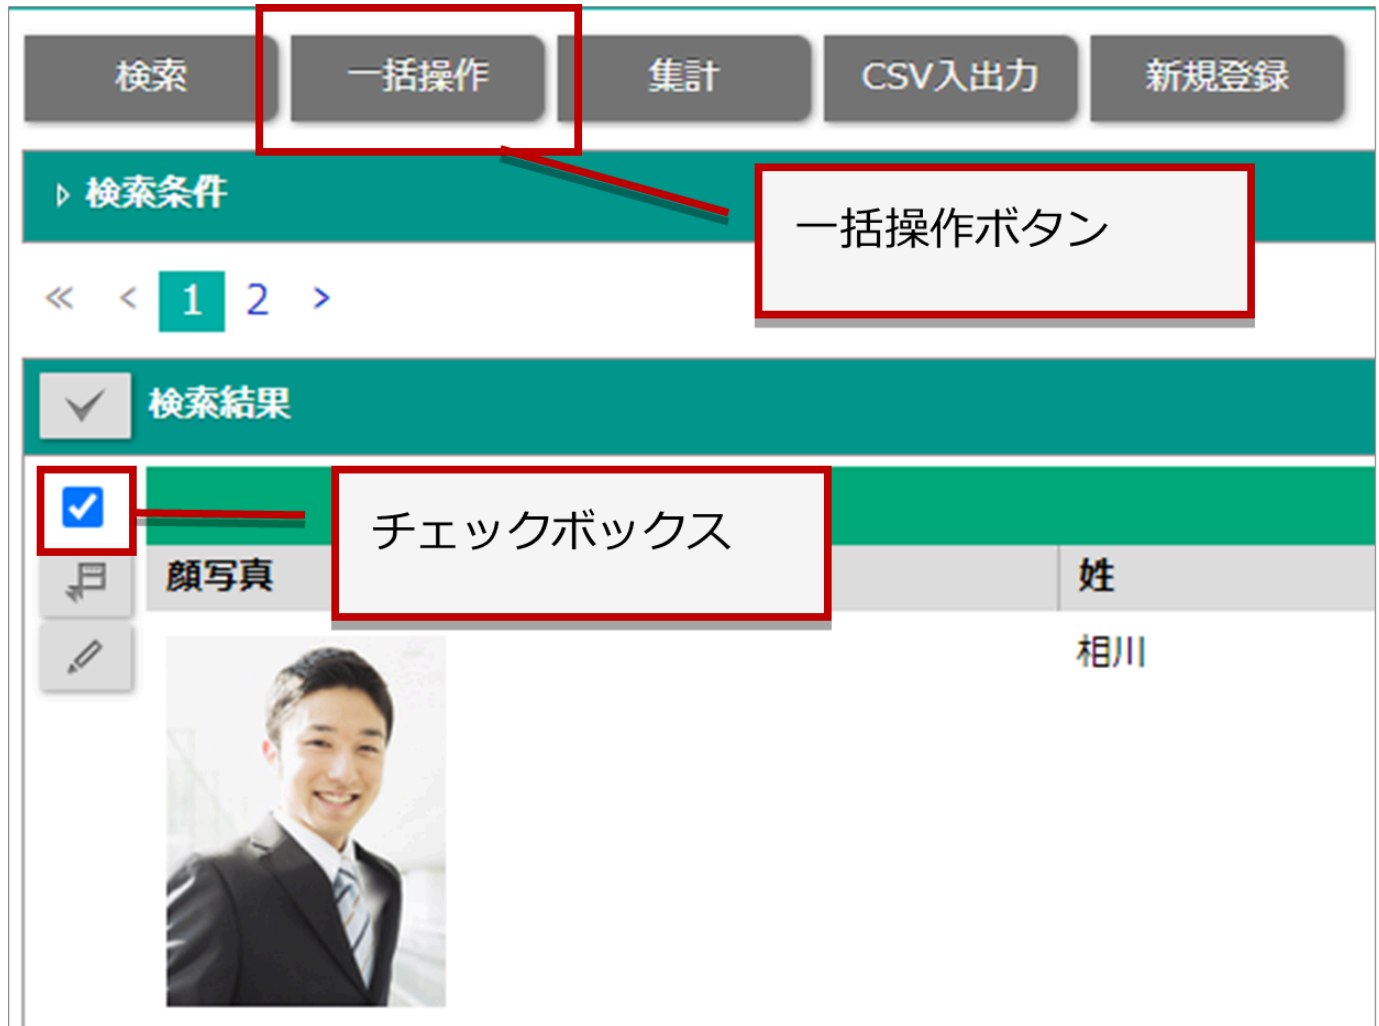 検索 一括操作 集計 CSV入出力 新規登録
▷ 検索条件
一括操作ボタン
≪ < 1 2 >
検索結果
チェックボックス
顔写真 姓
相川